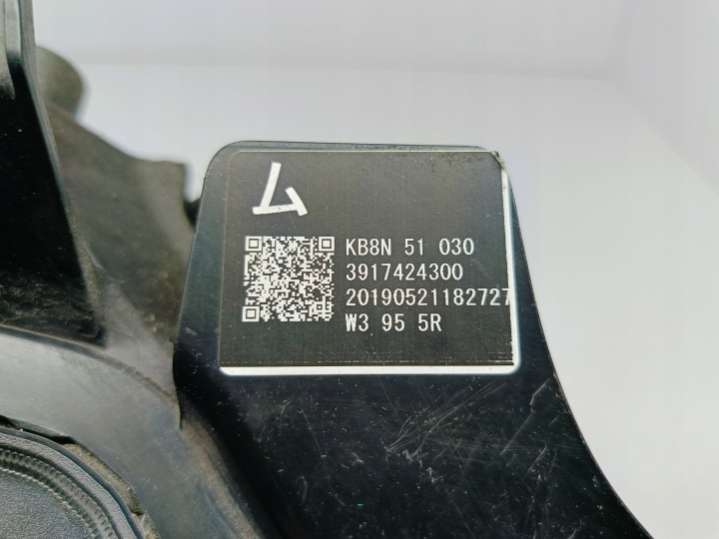 ム
KB8N 51 030
3917424300
20190521182727
W3 95 5R